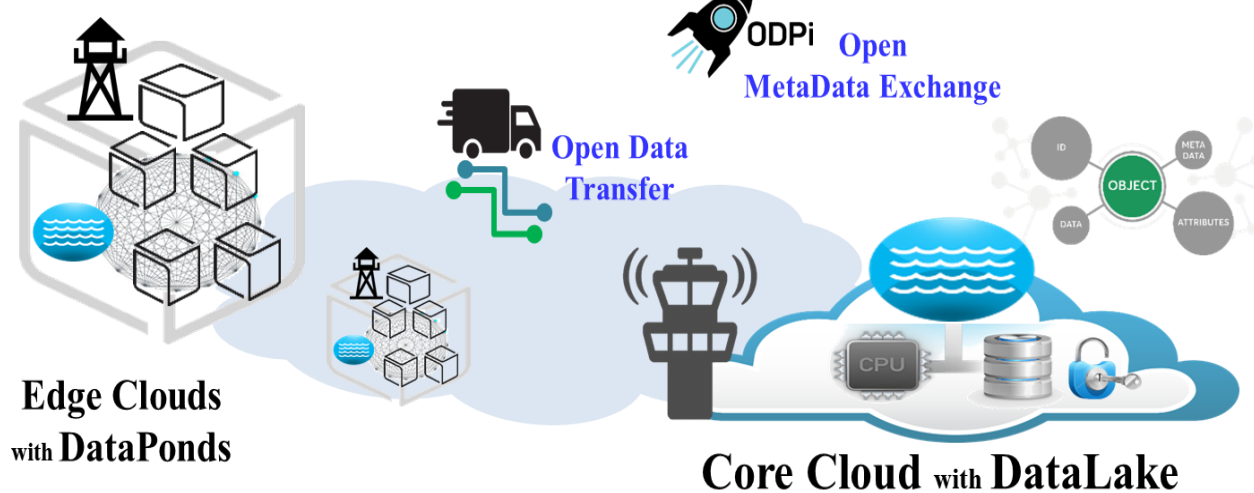 ODPi
Open
MetaData Exchange
Open Data
Transfer
ID
META
DATA
OBJECT
DATA
ATTRIBUTES
CPU
Edge Clouds
with DataPonds
Core Cloud with DataLake